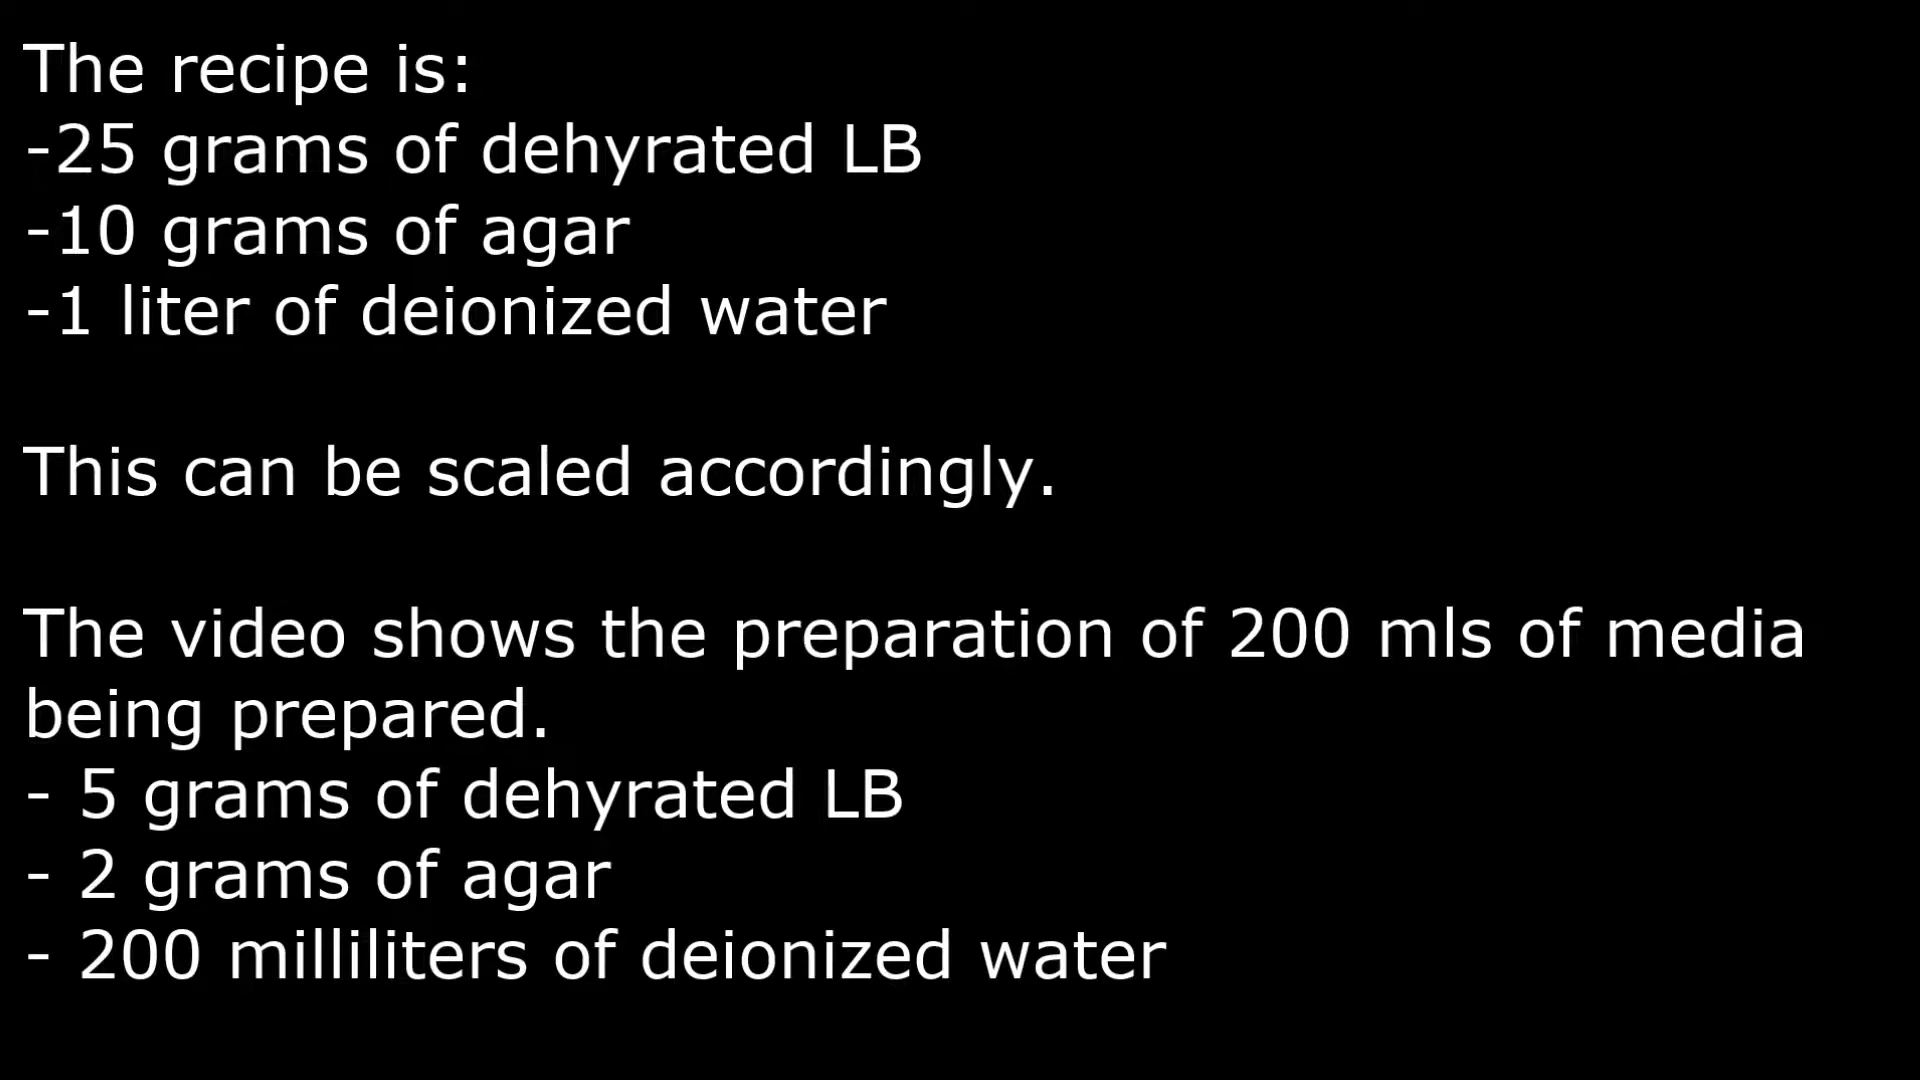 The recipe is:
-25 grams of dehyrated LB
-10 grams of agar
-1 liter of deionized water
This can be scaled accordingly.
The video shows the preparation of 200 mls of media
being prepared.
- 5 grams of dehyrated LB
- 2 grams of agar
- 200 milliliters of deionized water